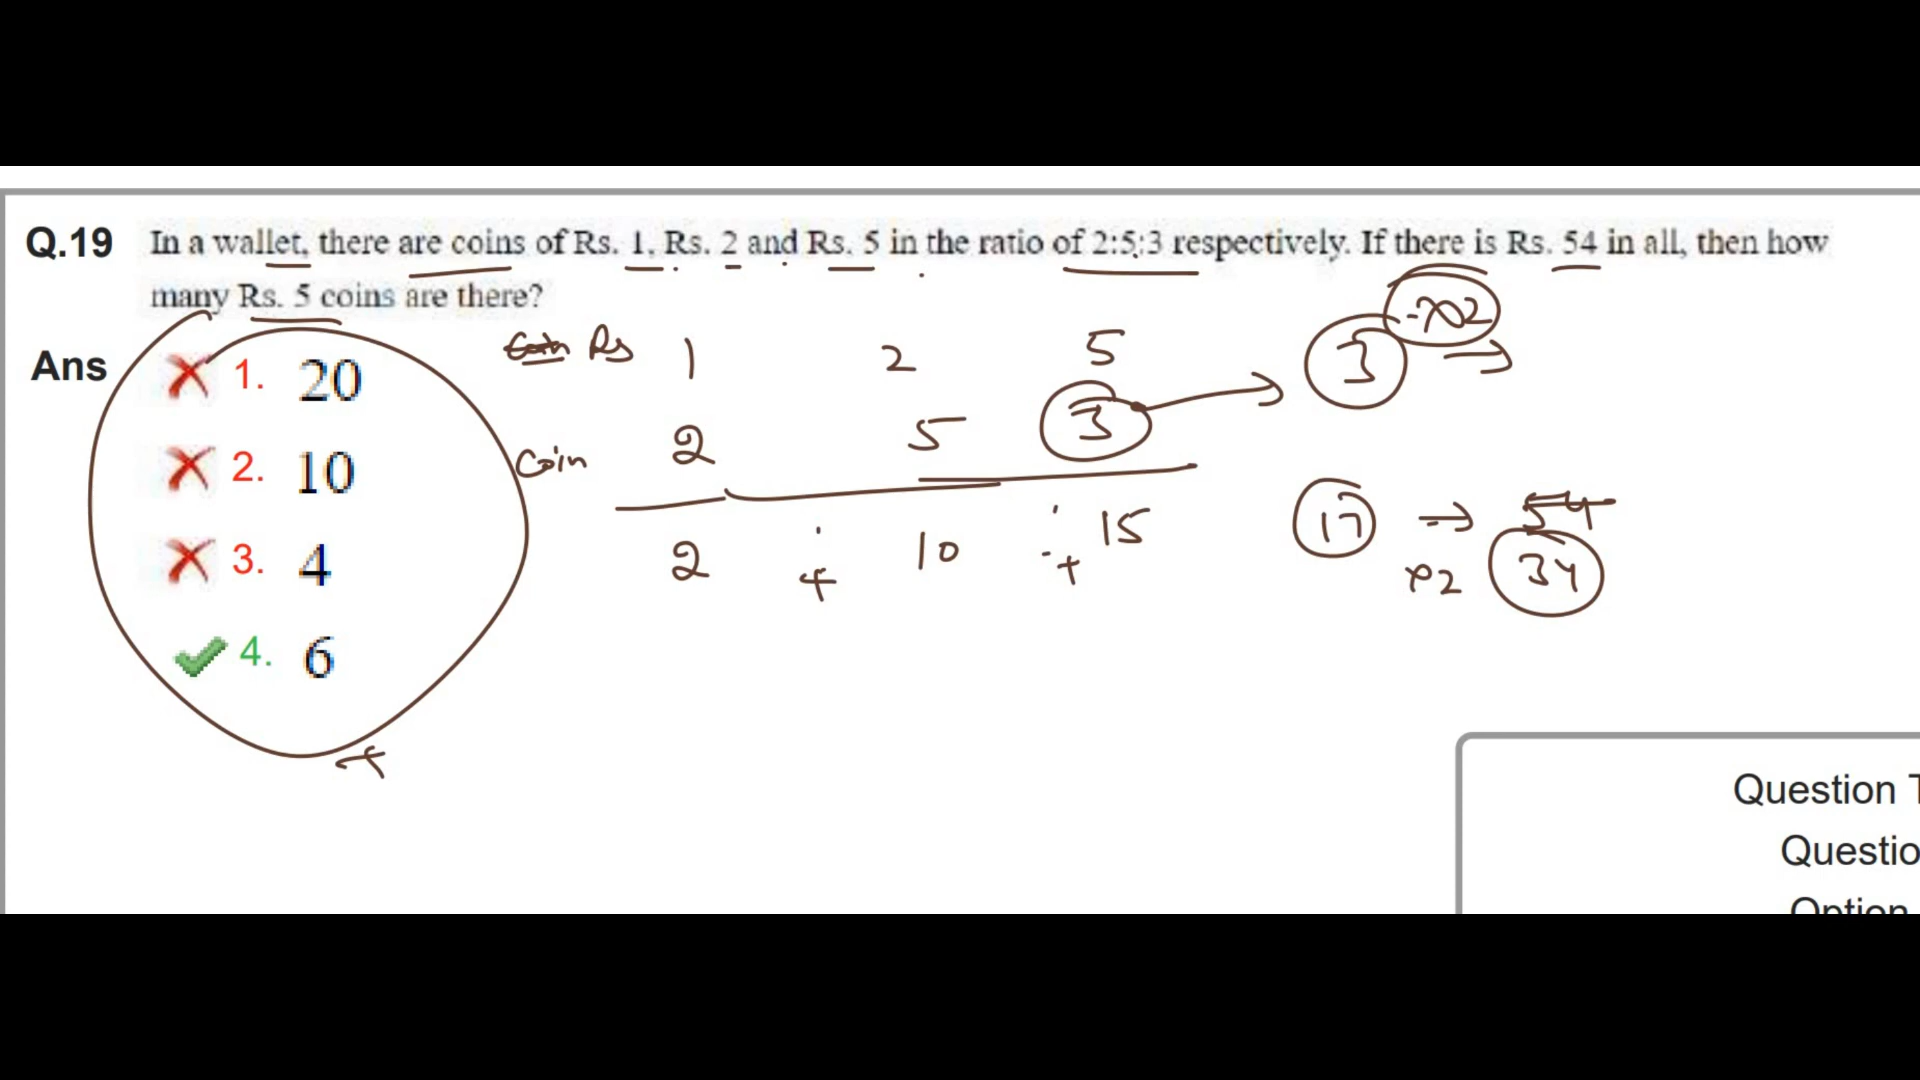 Q.19 In a wallet, there are coins of Rs. 1, Rs. 2 and Rs. 5 in the ratio of 2:5:3 respectively. If there is Rs. 54 in all, then how
many Rs. 5 coins are there?
Ans
1. 20
2. 10
3. 4
4. 6
Rs 1 2 5
Coin 2 5 3 → 3 ×2 →
2 + 10 + 15
17 → 54
×2 34
Question T
Questio
Option